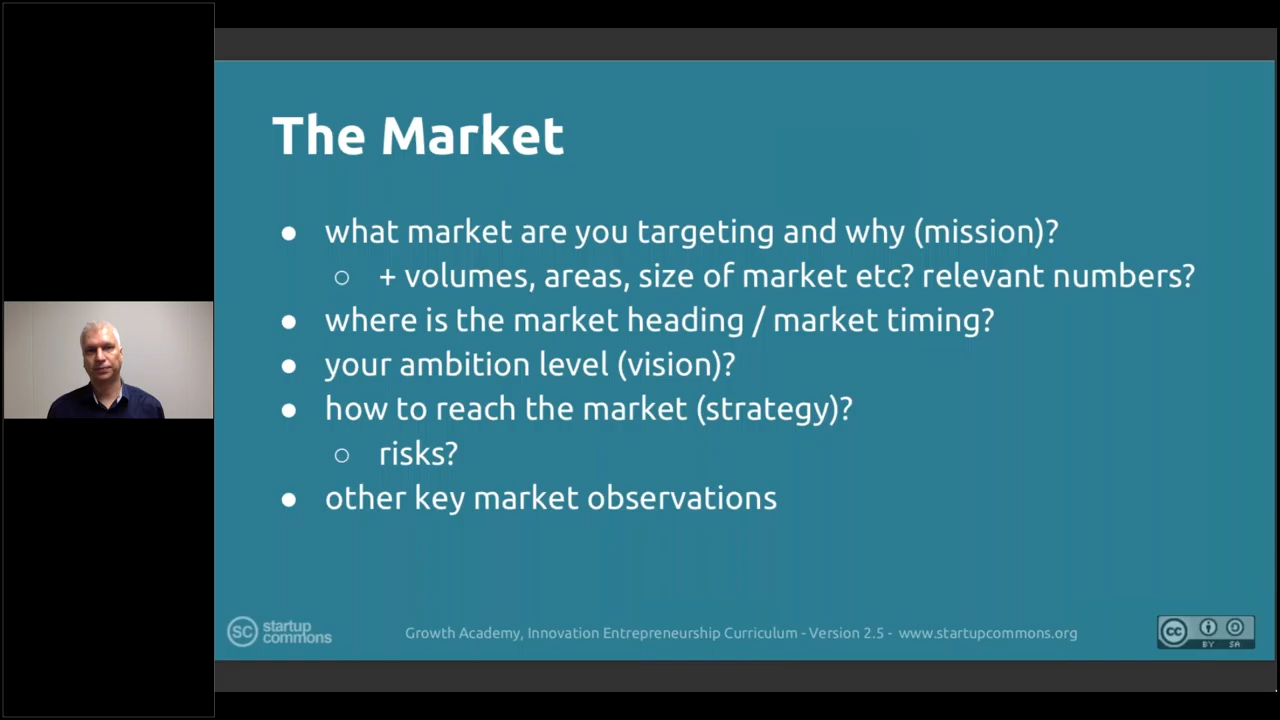 The Market
● what market are you targeting and why (mission)?
○ + volumes, areas, size of market etc? relevant numbers?
● where is the market heading / market timing?
● your ambition level (vision)?
● how to reach the market (strategy)?
○ risks?
● other key market observations
SC startup
commons
Growth Academy, Innovation Entrepreneurship Curriculum - Version 2.5 - www.startupcommons.org
cc
BY SA